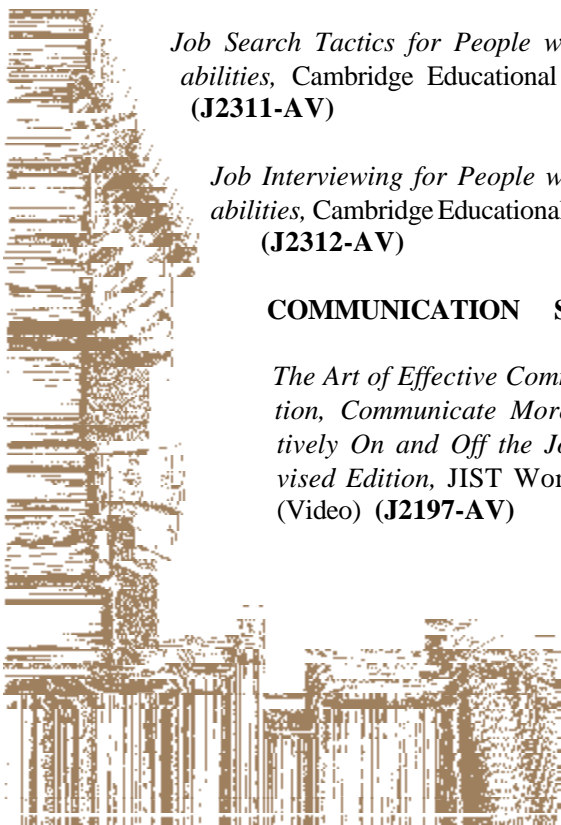 Job Search Tactics for People w
abilities, Cambridge Educational
(J2311-AV)
Job Interviewing for People w
abilities, Cambridge Educational
(J2312-AV)
COMMUNICATION S
The Art of Effective Com
tion, Communicate More
tively On and Off the Jo
vised Edition, JIST Wor
(Video) (J2197-AV)